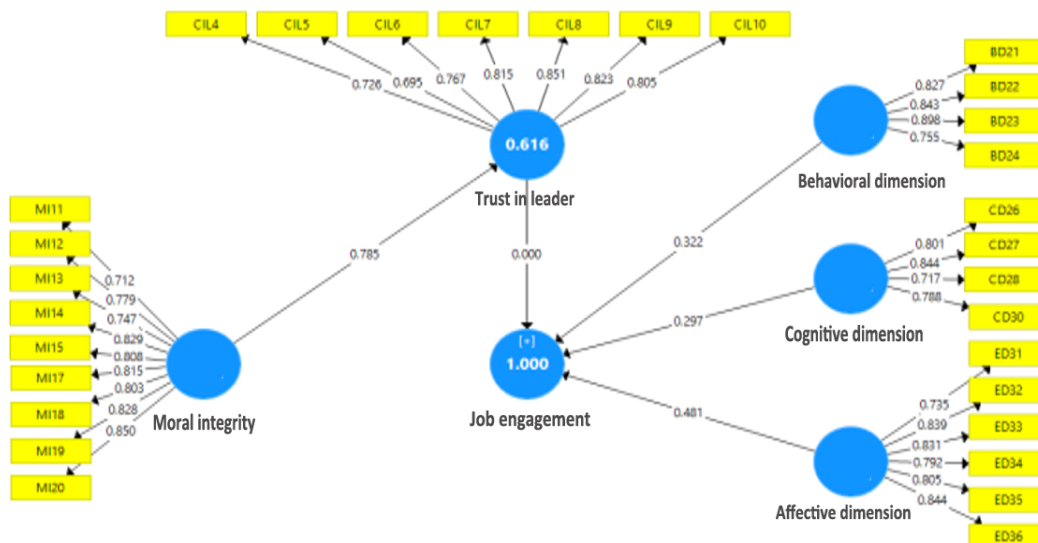 CIL4 CIL5 CIL6 CIL7 CIL8 CIL9 CIL10
0.726 0.695 0.767 0.815 0.851 0.823 0.805
0.616
Trust in leader
BD21
BD22
BD23
BD24
0.827
0.843
0.898
0.755
Behavioral dimension
MI11
MI12
MI13
MI14
MI15
MI17
MI18
MI19
MI20
0.712
0.779
0.747
0.829
0.808
0.815
0.803
0.828
0.850
Moral integrity
0.785
0.000
0.322
0.297
0.481
[+]
1.000
Job engagement
CD26
CD27
CD28
CD30
0.801
0.844
0.717
0.788
Cognitive dimension
ED31
ED32
ED33
ED34
ED35
ED36
0.735
0.839
0.831
0.792
0.805
0.844
Affective dimension